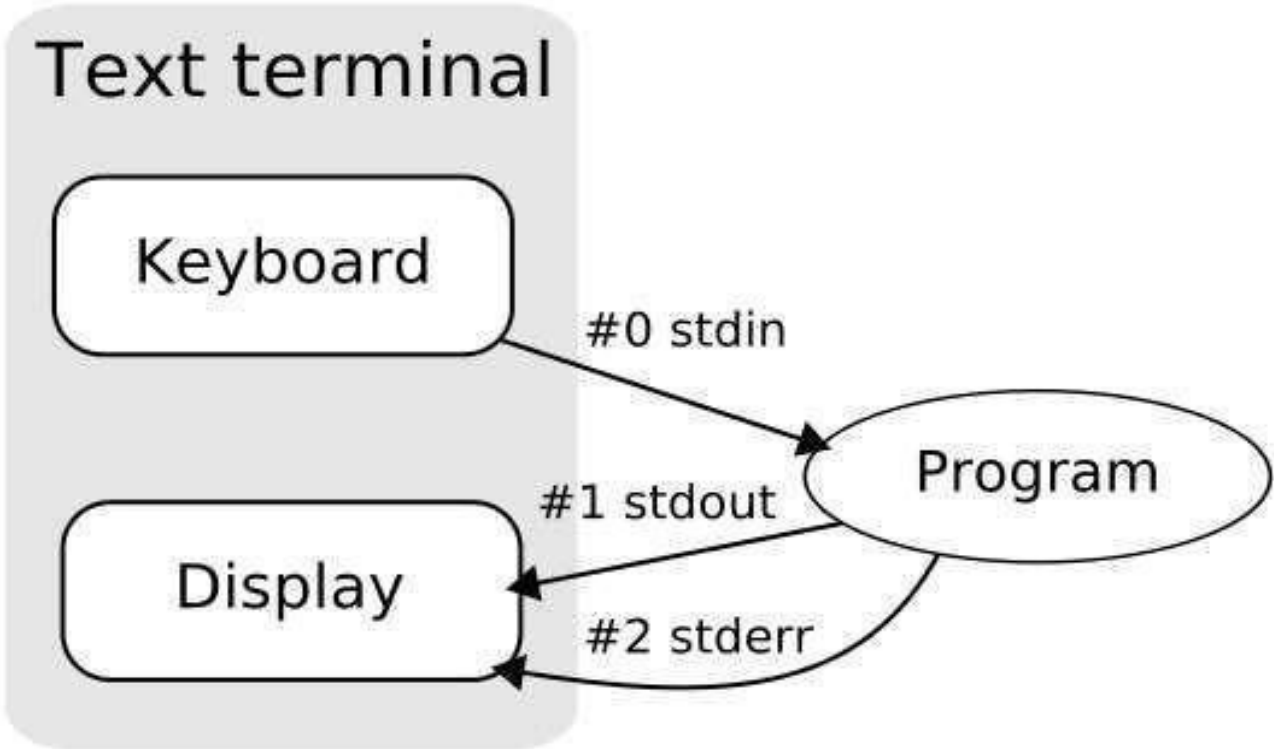 Text terminal
Keyboard
#0 stdin
Program
#1 stdout
Display
#2 stderr